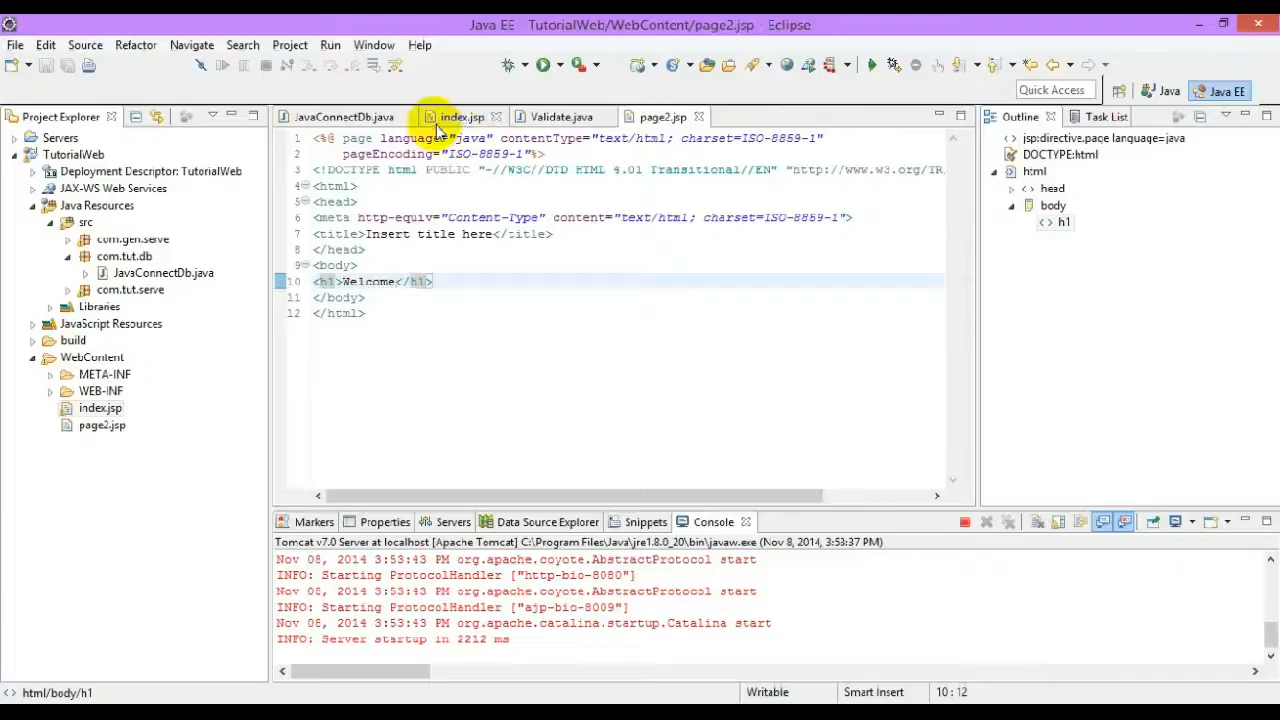 Java EE - TutorialWeb/WebContent/page2.jsp - Eclipse
File Edit Source Refactor Navigate Search Project Run Window Help
Quick Access Java Java EE
Project Explorer
Servers
TutorialWeb
Deployment Descriptor: TutorialWeb
JAX-WS Web Services
Java Resources
src
com.gen.serve
com.tut.db
JavaConnectDb.java
com.tut.serve
Libraries
JavaScript Resources
build
WebContent
META-INF
WEB-INF
index.jsp
page2.jsp
JavaConnectDb.java index.jsp Validate.java page2.jsp
1 <%@ page language="java" contentType="text/html; charset=ISO-8859-1"
2 pageEncoding="ISO-8859-1"%>
3 <!DOCTYPE html PUBLIC "-//W3C//DTD HTML 4.01 Transitional//EN" "http://www.w3.org/TR,
4 <html>
5 <head>
6 <meta http-equiv="Content-Type" content="text/html; charset=ISO-8859-1">
7 <title>Insert title here</title>
8 </head>
9 <body>
10 <h1>Welcome</h1>
11 </body>
12 </html>
Outline Task List
jsp:directive.page language=java
DOCTYPE:html
html
head
body
h1
Markers Properties Servers Data Source Explorer Snippets Console
Tomcat v7.0 Server at localhost [Apache Tomcat] C:\Program Files\Java\jre1.8.0_20\bin\javaw.exe (Nov 8, 2014, 3:53:37 PM)
Nov 08, 2014 3:53:43 PM org.apache.coyote.AbstractProtocol start
INFO: Starting ProtocolHandler ["http-bio-8080"]
Nov 08, 2014 3:53:43 PM org.apache.coyote.AbstractProtocol start
INFO: Starting ProtocolHandler ["ajp-bio-8009"]
Nov 08, 2014 3:53:43 PM org.apache.catalina.startup.Catalina start
INFO: Server startup in 2212 ms
html/body/h1 Writable Smart Insert 10 : 12